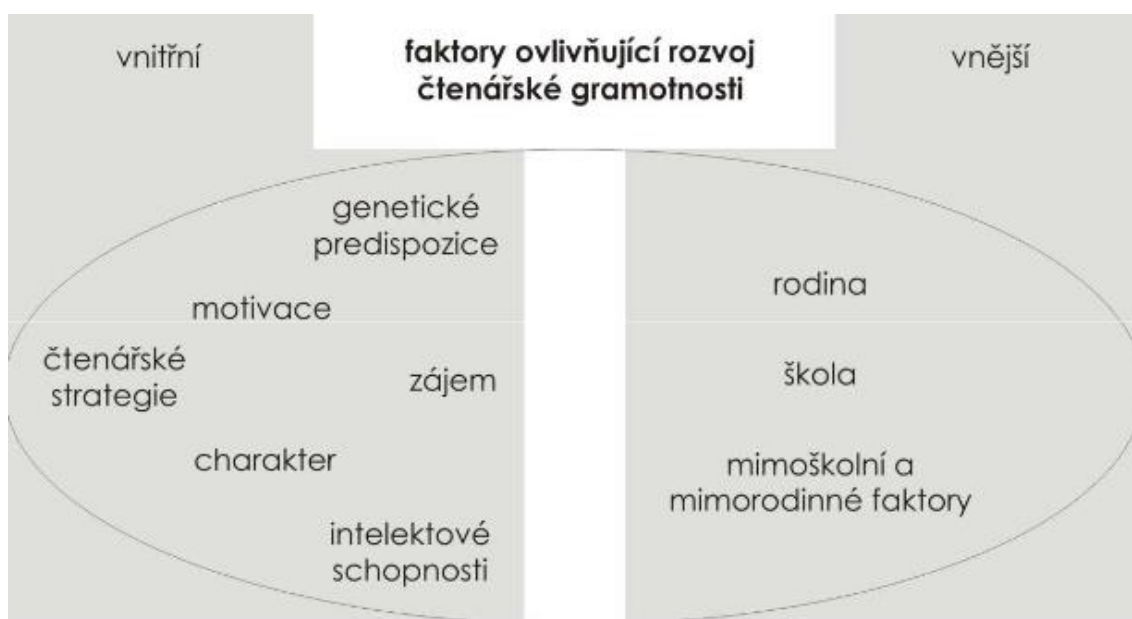 vnitřní
faktory ovlivňující rozvoj
čtenářské gramotnosti
vnější
genetické
predispozice
motivace
čtenářské
strategie
zájem
charakter
intelektové
schopnosti
rodina
škola
mimoškolní a
mimorodinné faktory